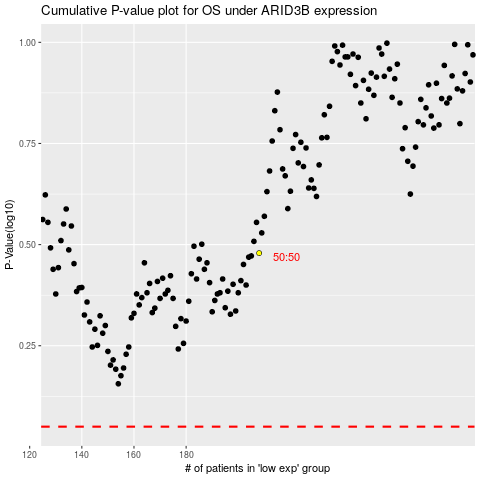 Cumulative P-value plot for OS under ARID3B expression
P-Value(log10)
1.00
0.75
0.50
0.25
50:50
120 140 160 180
# of patients in 'low exp' group